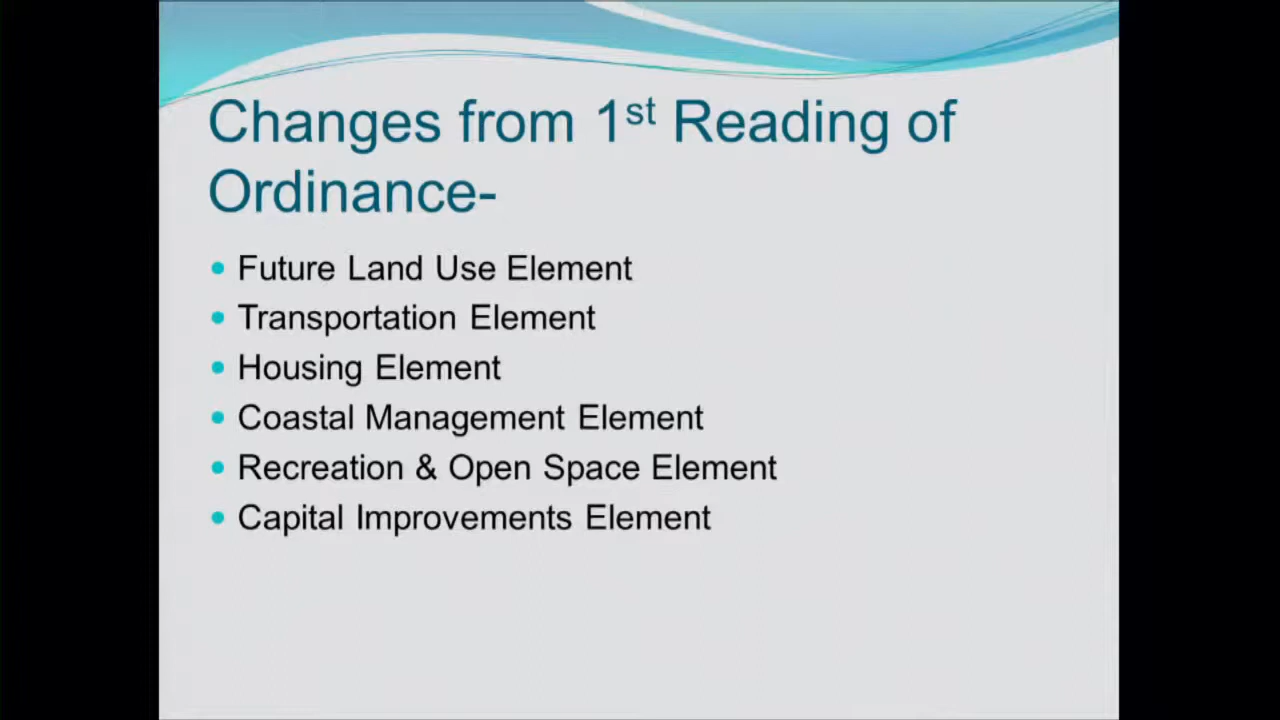 Changes from 1st Reading of
Ordinance-
• Future Land Use Element
• Transportation Element
• Housing Element
• Coastal Management Element
• Recreation & Open Space Element
• Capital Improvements Element